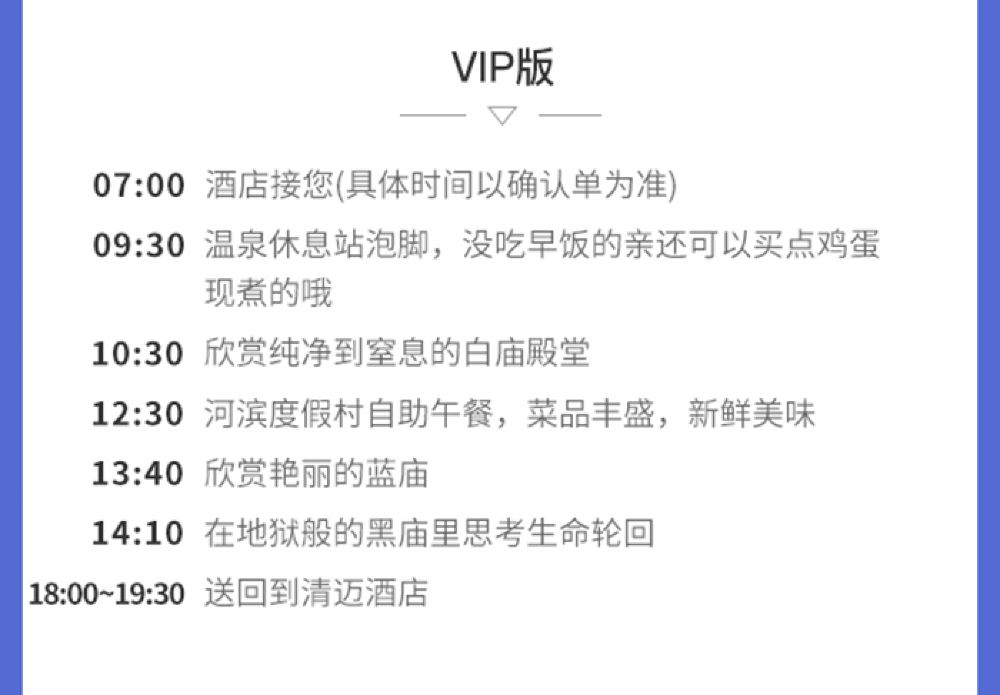 VIP版
07:00 酒店接您(具体时间以确认单为准)
09:30 温泉休息站泡脚，没吃早饭的亲还可以买点鸡蛋
现煮的哦
10:30 欣赏纯净到窒息的白庙殿堂
12:30 河滨度假村自助午餐，菜品丰盛，新鲜美味
13:40 欣赏艳丽的蓝庙
14:10 在地狱般的黑庙里思考生命轮回
18:00~19:30 送回到清迈酒店